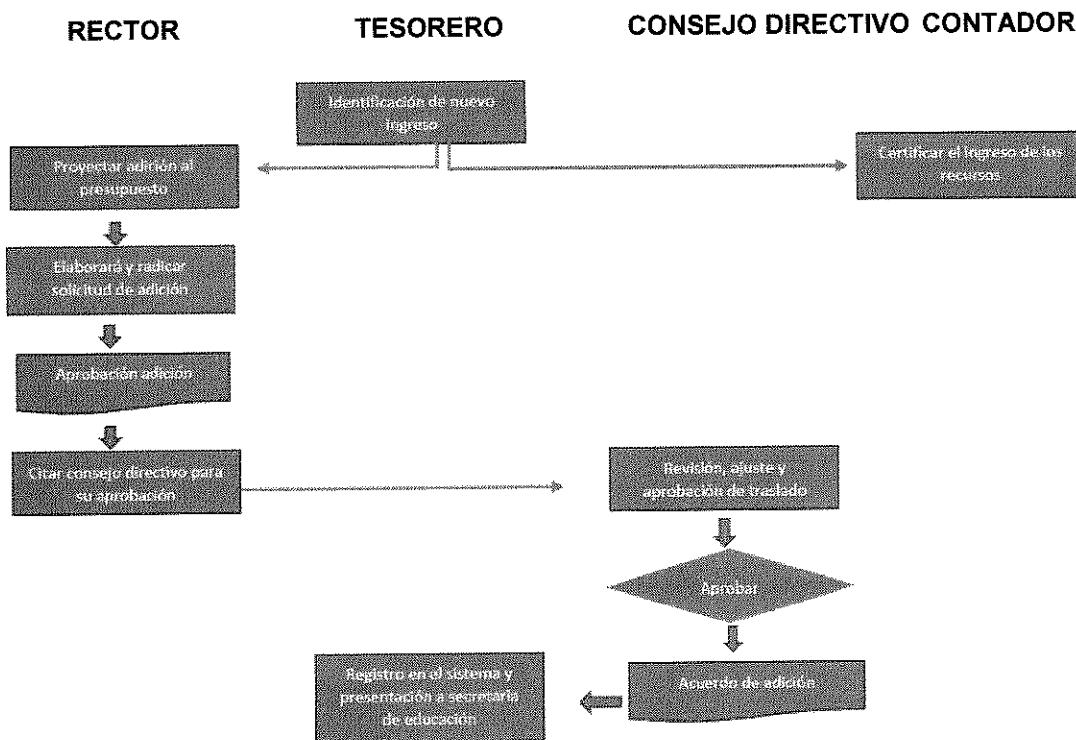 RECTOR
TESORERO
CONSEJO DIRECTIVO CONTADOR
Identificación de nuevo
ingreso
Proyectar adición al
presupuesto
Certificar el ingreso de los
recursos
Elaborará y radicar
solicitud de adición
Aprobación adición
Citar consejo directivo para
su aprobación
Revisión, ajuste y
aprobación de traslado
Aprobar
Acuerdo de adición
Registro en el sistema y
presentación a secretaria
de educación